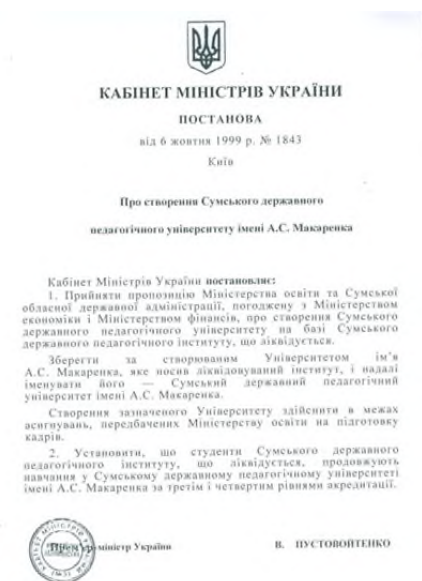 КАБІНЕТ МІНІСТРІВ УКРАЇНИ
ПОСТАНОВА
від 6 жовтня 1999 р. № 1843
Київ
Про створення Сумського державного
педагогічного університету імені А.С. Макаренка
Кабінет Міністрів України постановляє:
1. Прийняти пропозицію Міністерства освіти та Сумської
обласної державної адміністрації, погоджену з Міністерством
економіки і Міністерством фінансів, про створення Сумського
державного педагогічного університету на базі Сумського
державного педагогічного інституту, що ліквідується.
Зберегти за створюваним Університетом ім’я
А.С. Макаренка, яке носив ліквідовуваний інститут, і надалі
іменувати його — Сумський державний педагогічний
університет імені А.С. Макаренка.
Створення зазначеного Університету здійснити в межах
асигнувань, передбачених Міністерству освіти на підготовку
кадрів.
2. Установити, що студенти Сумського державного
педагогічного інституту, що ліквідується, продовжують
навчання у Сумському державному педагогічному університеті
імені А.С. Макаренка за третім і четвертим рівнями акредитації.
Прем'єр-міністр України В. ПУСТОВОЙТЕНКО